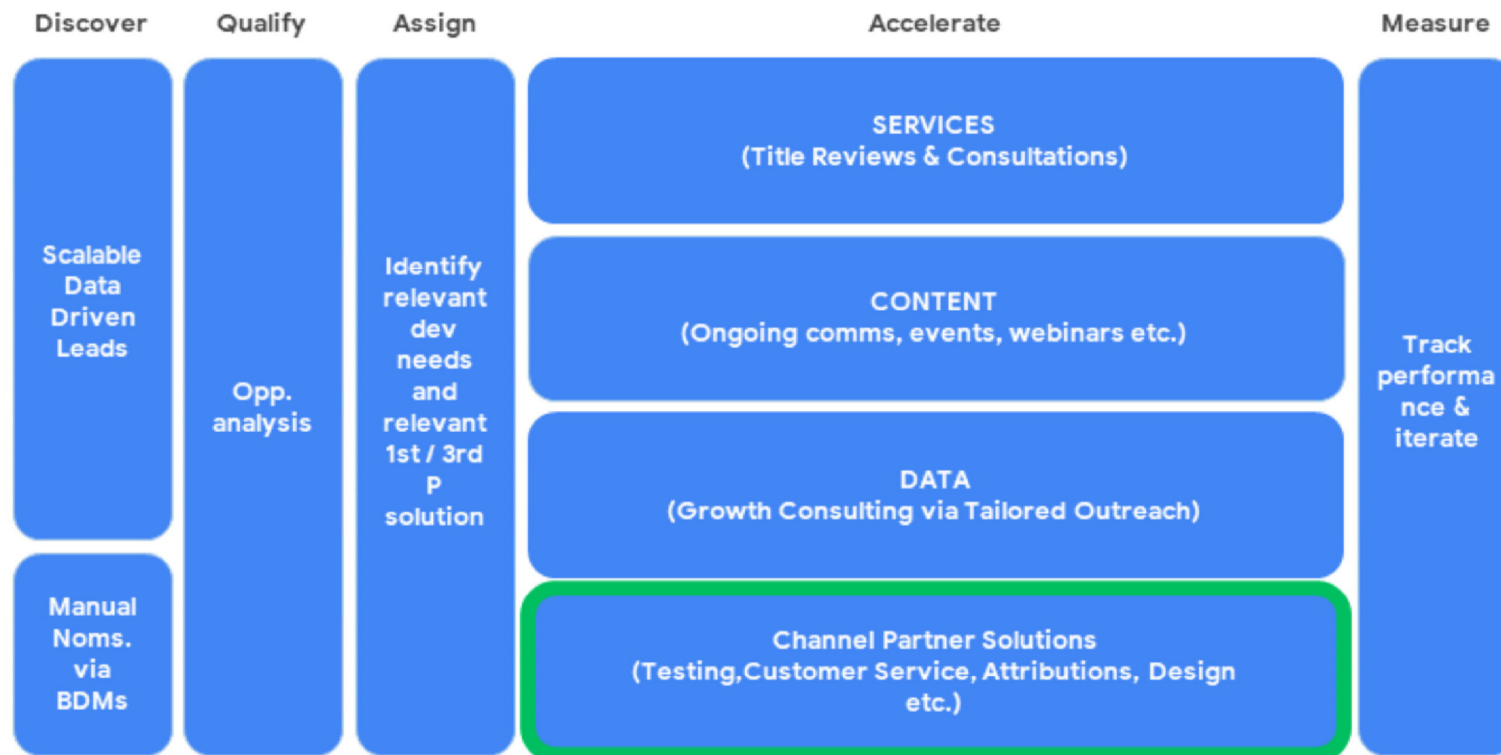 Discover
Qualify
Assign
Accelerate
Measure
Scalable
Data
Driven
Leads
Manual
Noms.
via
BDMs
Opp.
analysis
Identify
relevant
dev
needs
and
relevant
1st / 3rd
P
solution
SERVICES
(Title Reviews & Consultations)
CONTENT
(Ongoing comms, events, webinars etc.)
DATA
(Growth Consulting via Tailored Outreach)
Channel Partner Solutions
(Testing,Customer Service, Attributions, Design
etc.)
Track
performa
nce &
iterate